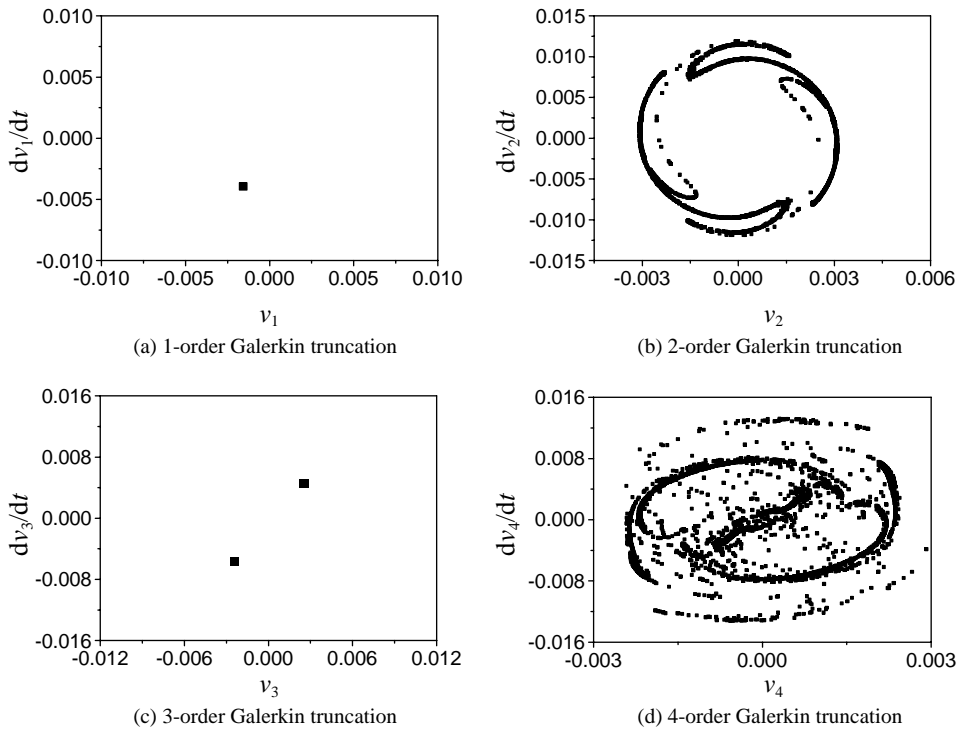 0.010
0.005
0.000
-0.005
-0.010
dv1/dt
-0.010 -0.005 0.000 0.005 0.010
v1
(a) 1-order Galerkin truncation
0.015
0.010
0.005
0.000
-0.005
-0.010
-0.015
dv2/dt
-0.003 0.000 0.003 0.006
v2
(b) 2-order Galerkin truncation
0.016
0.008
0.000
-0.008
-0.016
dv3/dt
-0.012 -0.006 0.000 0.006 0.012
v3
(c) 3-order Galerkin truncation
0.016
0.008
0.000
-0.008
-0.016
dv4/dt
-0.003 0.000 0.003
v4
(d) 4-order Galerkin truncation